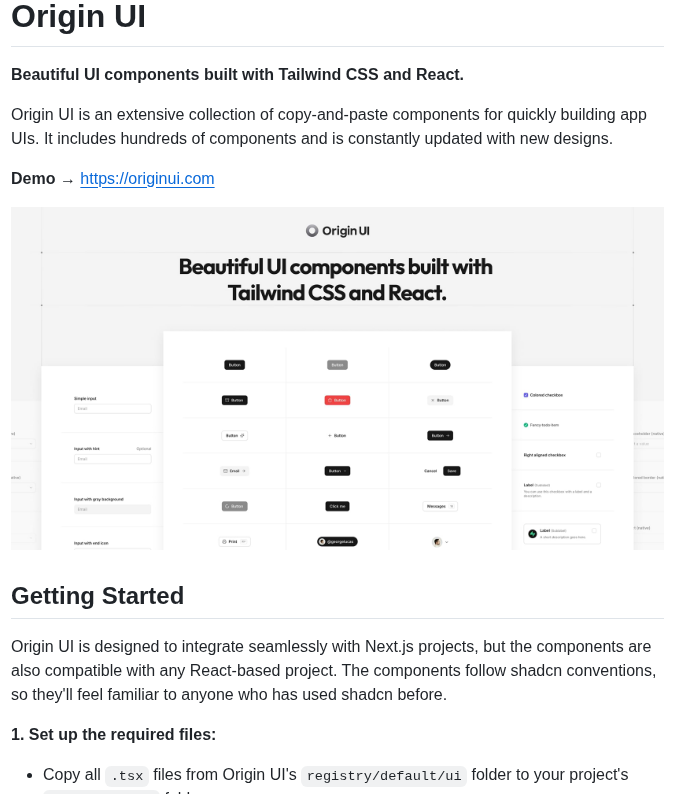 Origin UI
Beautiful UI components built with Tailwind CSS and React.
Origin UI is an extensive collection of copy-and-paste components for quickly building app
UIs. It includes hundreds of components and is constantly updated with new designs.
Demo → https://originui.com
Origin UI
Beautiful UI components built with
Tailwind CSS and React.
Button Button Button
Simple input
Email
Colored checkbox
Button Button Button
Button Button Button
Input with hint Optional
Email
Right aligned checkbox
Email Button Cancel Save
Label
Input with gray background
Email
Button Click me Messages
Label
Print @georgelucas
Input with end icon
Getting Started
Origin UI is designed to integrate seamlessly with Next.js projects, but the components are
also compatible with any React-based project. The components follow shadcn conventions,
so they'll feel familiar to anyone who has used shadcn before.
1. Set up the required files:
• Copy all .tsx files from Origin UI's registry/default/ui folder to your project's